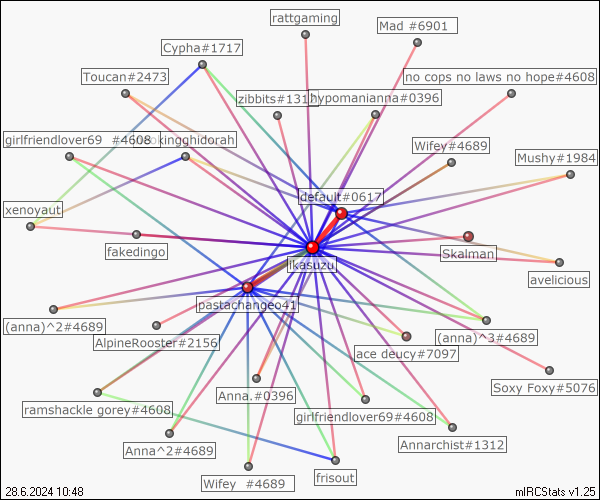 rattgaming
Mad #6901
Cypha#1717
Toucan#2473
no cops no laws no hope#4608
zibbits#131
hypomanianna#0396
girlfriendlover69 #4608
kingghidorah
Wifey#4689
Mushy#1984
default#0617
xenoyaut
fakedingo
Skalman
ikasuzu
avelicious
pastachangeo41
(anna)^2#4689
AlpineRooster#2156
(anna)^3#4689
ace deucy#7097
Soxy Foxy#5076
Anna.#0396
ramshackle gorey#4608
girlfriendlover69#4608
Anna^2#4689
Annarchist#1312
Wifey #4689
frisout
28.6.2024 10:48
mIRCStats v1.25